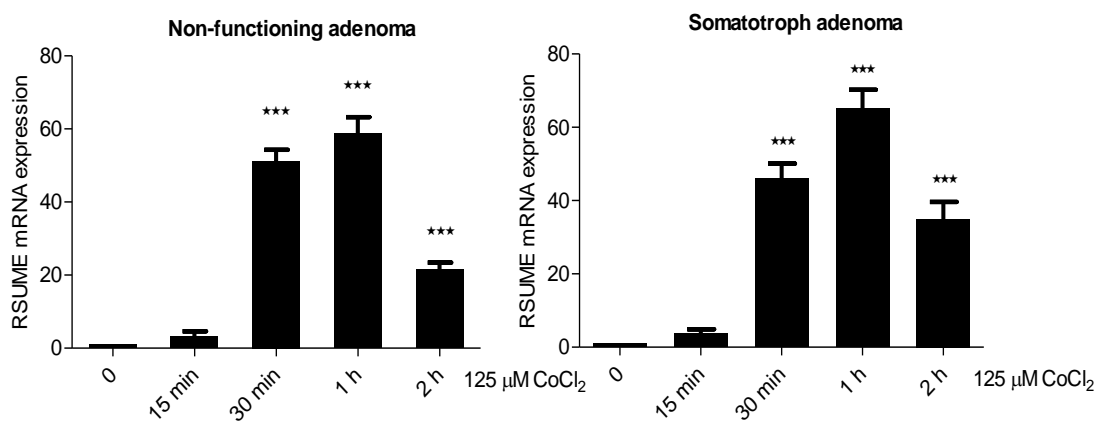 Non-functioning adenoma
RSUME mRNA expression
80
60
40
20
0
***
***
***
0
15 min
30 min
1 h
2 h
125 µM CoCl₂
Somatotroph adenoma
RSUME mRNA expression
80
60
40
20
0
***
***
***
0
15 min
30 min
1 h
2 h
125 µM CoCl₂